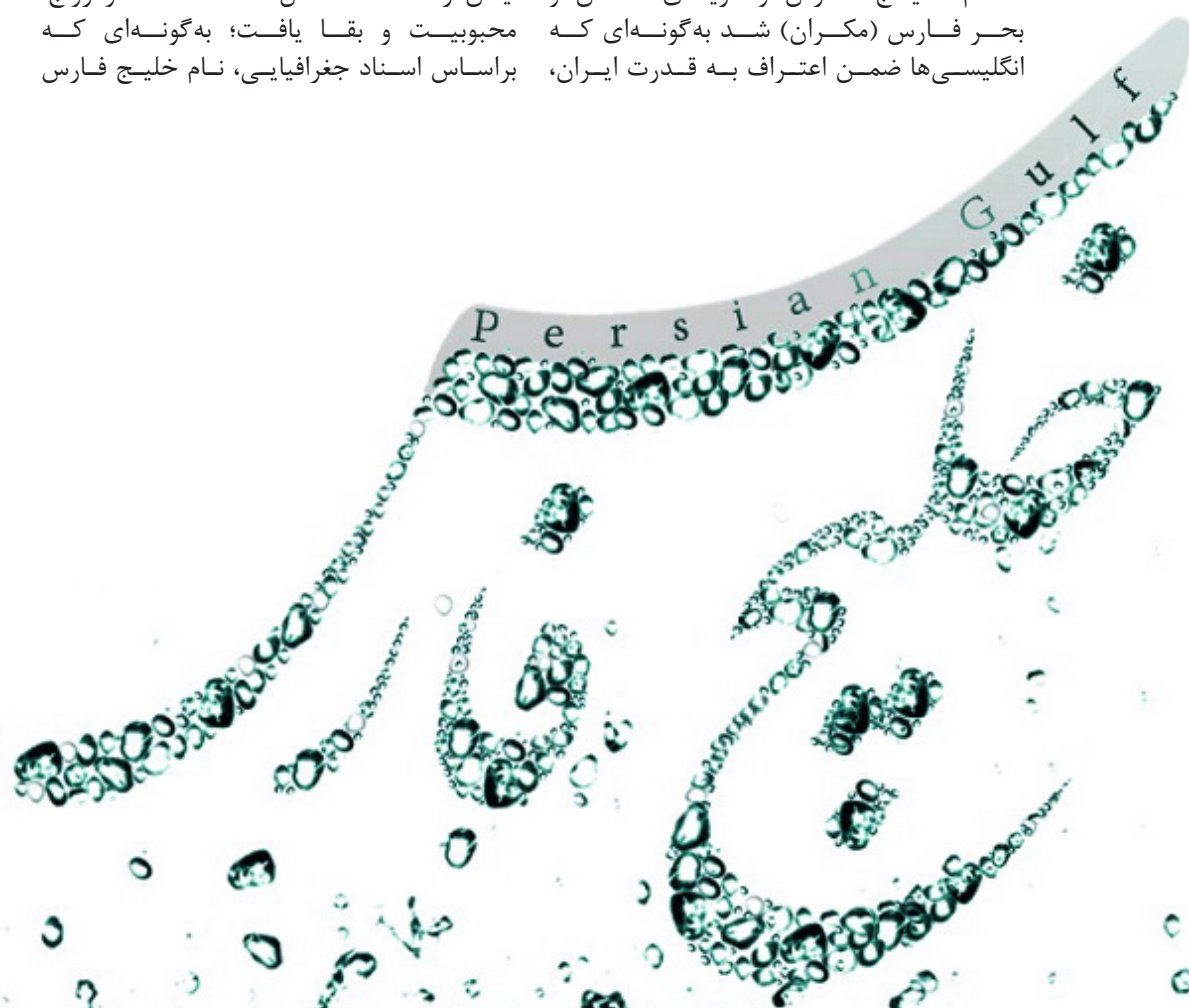 بحر فارس (مکران) شد به‌گونه‌ای که
انگلیسی‌ها ضمن اعتراف به قدرت ایران،
محبوبیت و بقا یافت؛ به‌گونه‌ای که
براساس اسناد جغرافیایی، نام خلیج فارس
Persian Gulf
خلیج فارس